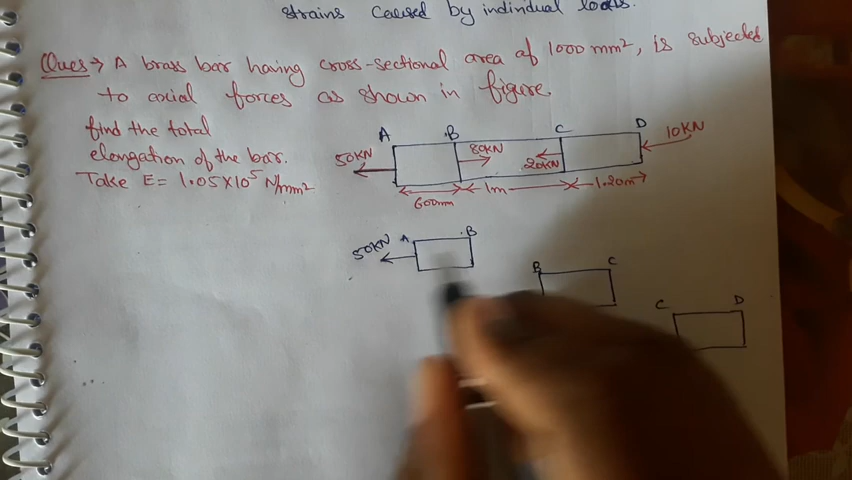 strains caused by individual loads.
Ques → A brass bar having cross-sectional area of 1000 mm², is subjected
to axial forces as shown in figure.
find the total
elongation of the bar.
Take E = 1.05×10⁵ N/mm²
A B C D
50KN 80KN 20KN 10KN
600mm 1m 1.20m
50KN A B
B C
C D